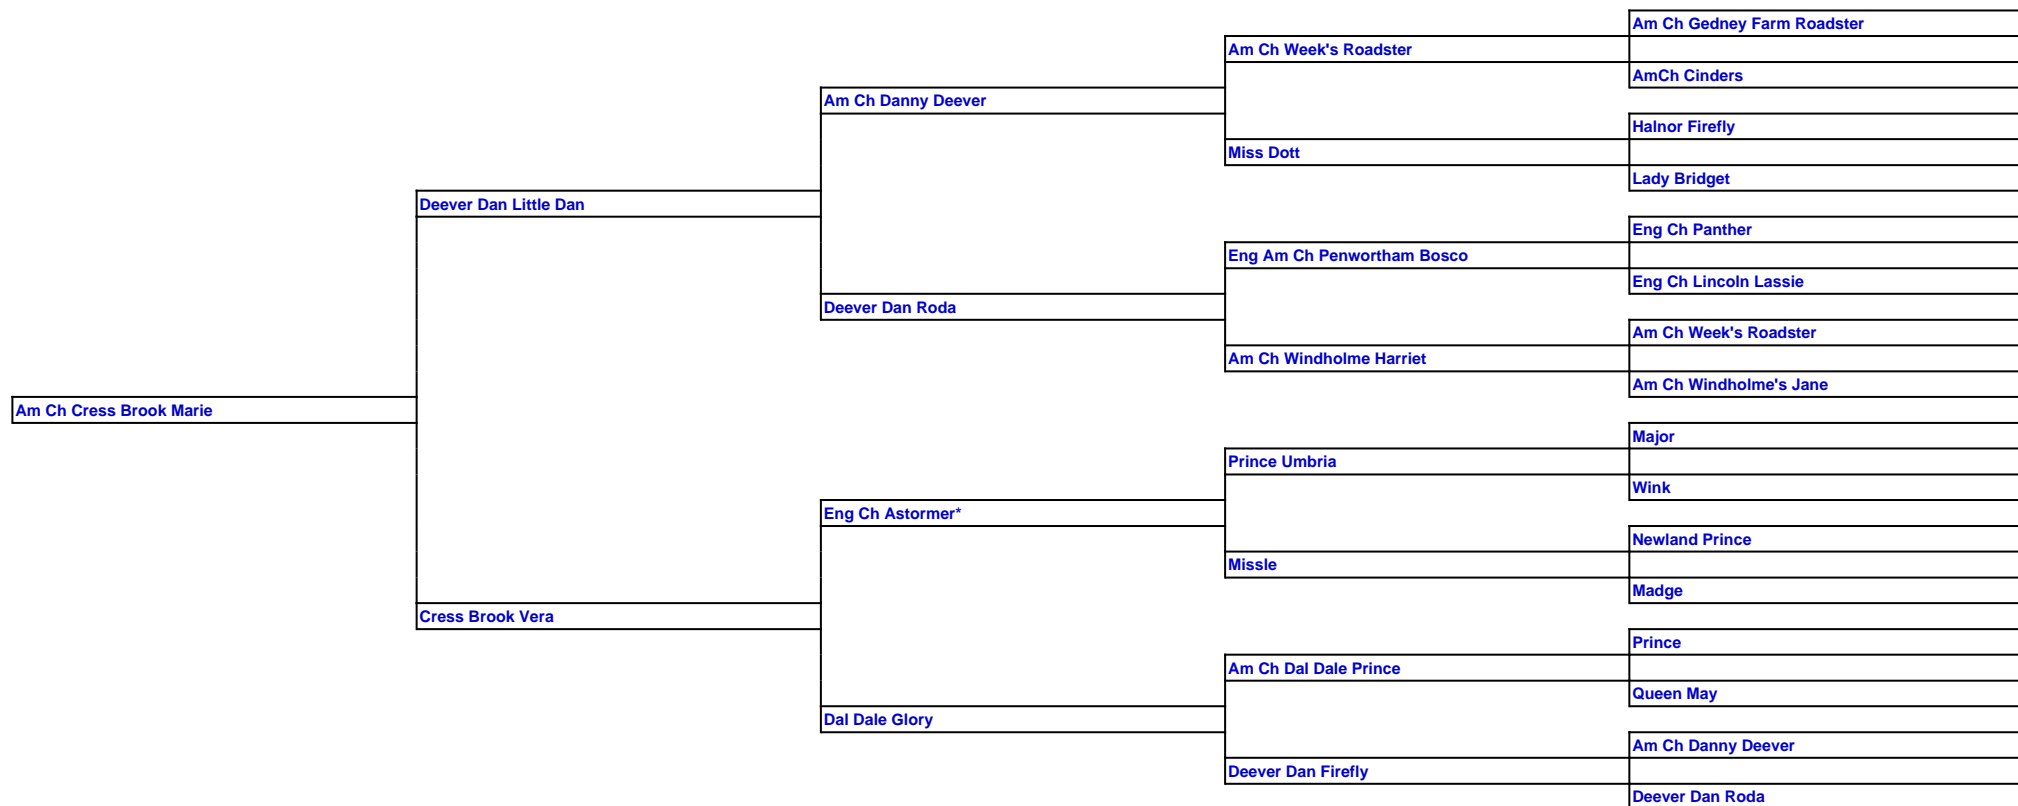 Am Ch Gedney Farm Roadster
Am Ch Week's Roadster
AmCh Cinders
Am Ch Danny Deever
Halnor Firefly
Miss Dott
Lady Bridget
Deever Dan Little Dan
Eng Ch Panther
Eng Am Ch Penwortham Bosco
Eng Ch Lincoln Lassie
Deever Dan Roda
Am Ch Week's Roadster
Am Ch Windholme Harriet
Am Ch Windholme's Jane
Am Ch Cress Brook Marie
Major
Prince Umbria
Wink
Eng Ch Astormer*
Newland Prince
Missle
Madge
Cress Brook Vera
Prince
Am Ch Dal Dale Prince
Queen May
Dal Dale Glory
Am Ch Danny Deever
Deever Dan Firefly
Deever Dan Roda